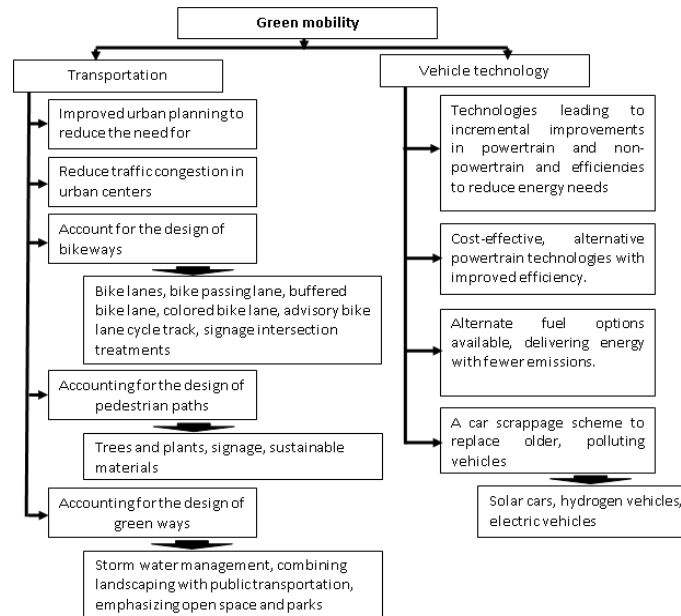 Green mobility
Transportation
Vehicle technology
Improved urban planning to
reduce the need for
Reduce traffic congestion in
urban centers
Account for the design of
bikeways
Bike lanes, bike passing lane, buffered
bike lane, colored bike lane, advisory bike
lane cycle track, signage intersection
treatments
Accounting for the design of
pedestrian paths
Trees and plants, signage, sustainable
materials
Accounting for the design of
green ways
Storm water management, combining
landscaping with public transportation,
emphasizing open space and parks
Technologies leading to
incremental improvements
in powertrain and non-
powertrain and efficiencies
to reduce energy needs
Cost-effective, alternative
powertrain technologies with
improved efficiency.
Alternate fuel options
available, delivering energy
with fewer emissions.
A car scrappage scheme to
replace older, polluting
vehicles
Solar cars, hydrogen vehicles,
electric vehicles